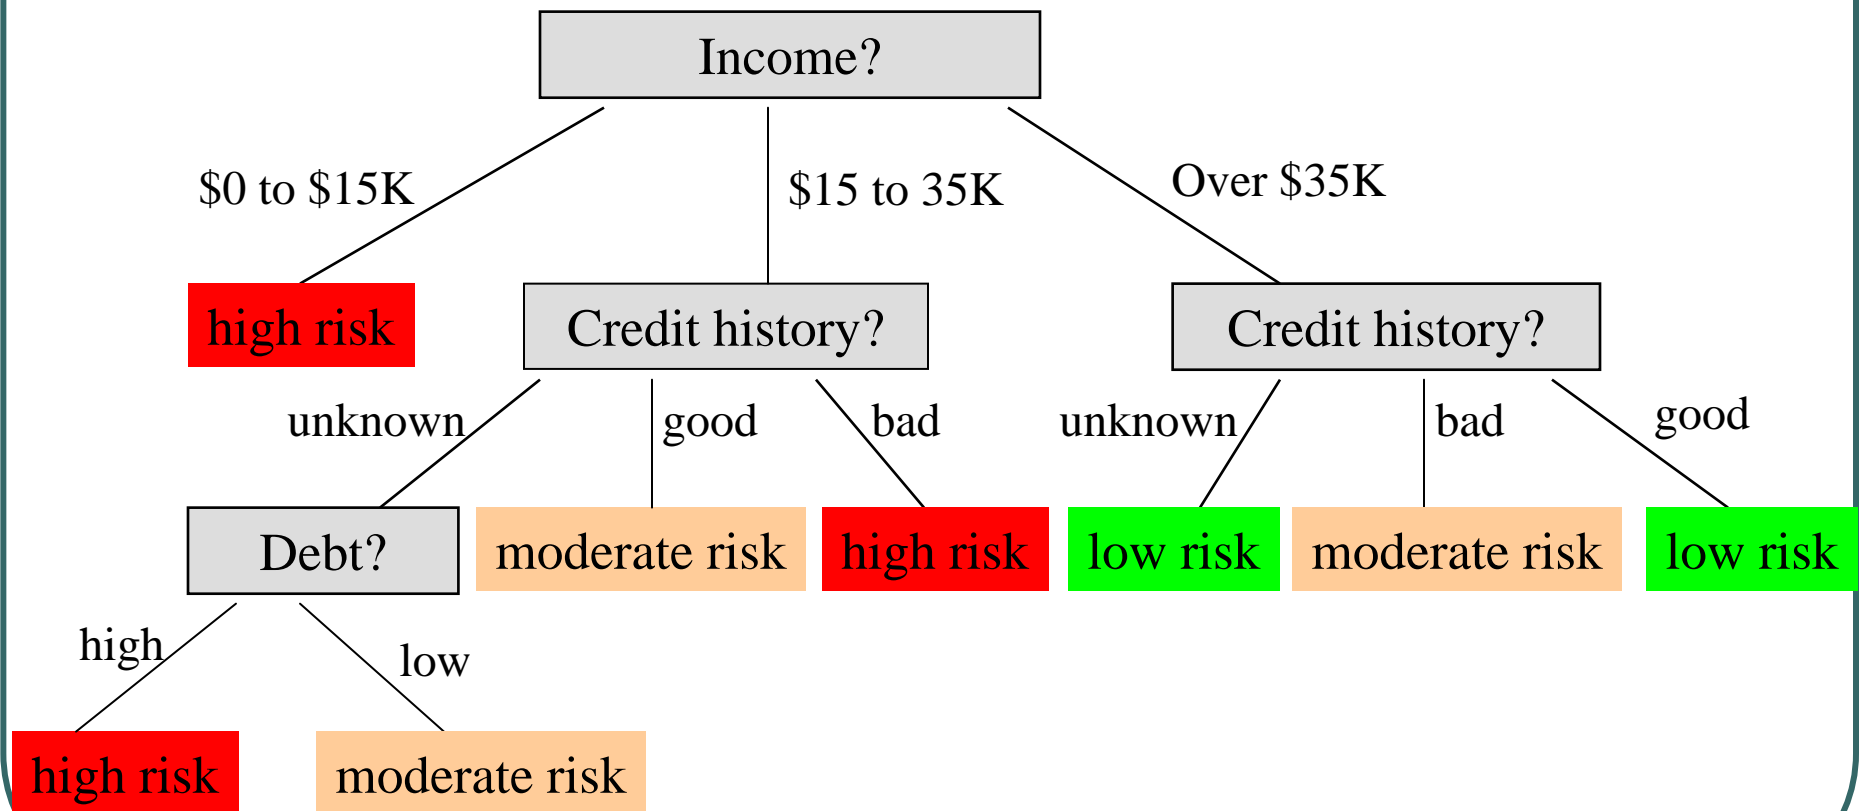 Income?
$0 to $15K
$15 to 35K
Over $35K
high risk
Credit history?
Credit history?
unknown
good
bad
unknown
bad
good
Debt?
moderate risk
high risk
low risk
moderate risk
low risk
high
low
high risk
moderate risk